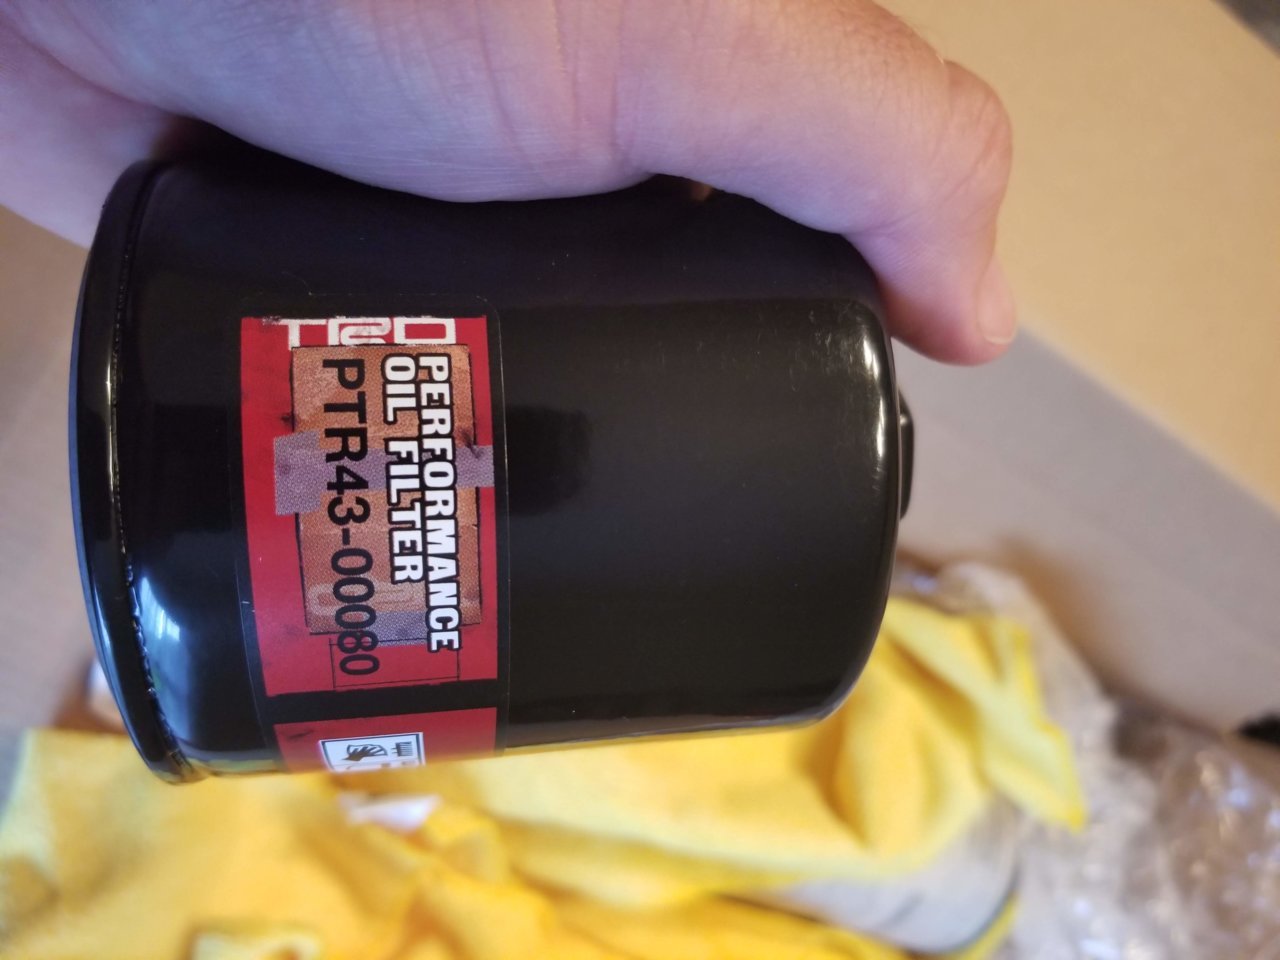 TRD
PERFORMANCE
OIL FILTER
PTR43-00080